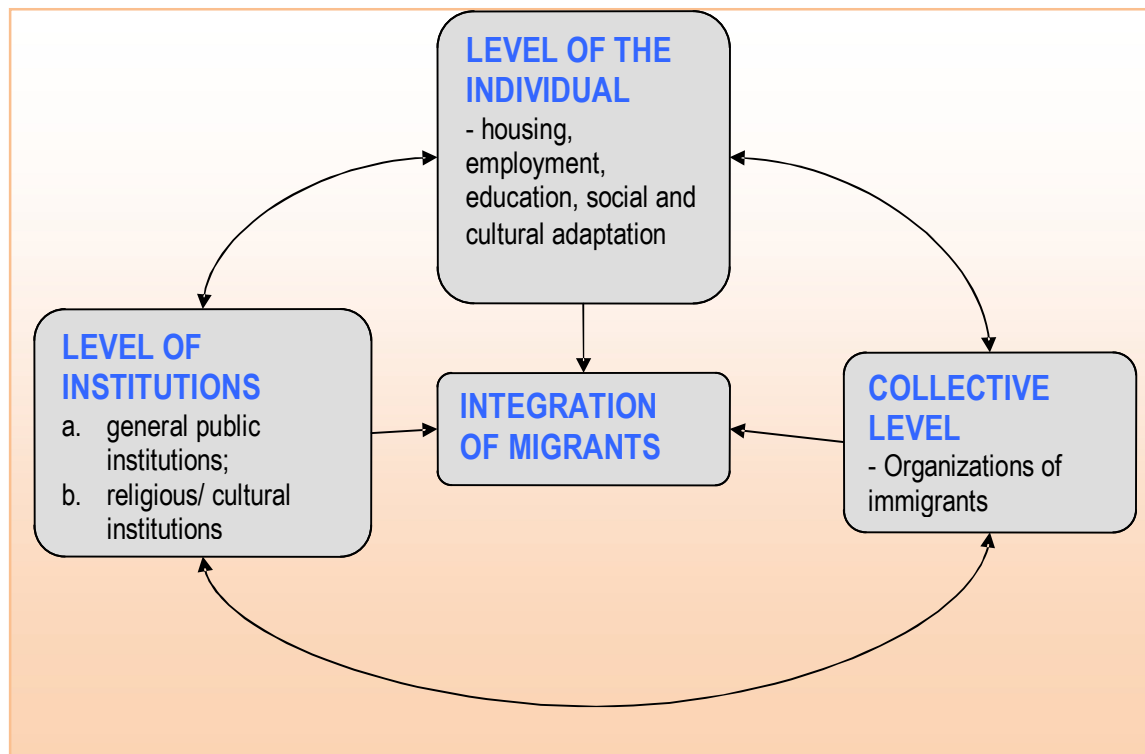 LEVEL OF THE
INDIVIDUAL
- housing,
employment,
education, social and
cultural adaptation
LEVEL OF
INSTITUTIONS
a. general public
institutions;
b. religious/ cultural
institutions
INTEGRATION
OF MIGRANTS
COLLECTIVE
LEVEL
- Organizations of
immigrants